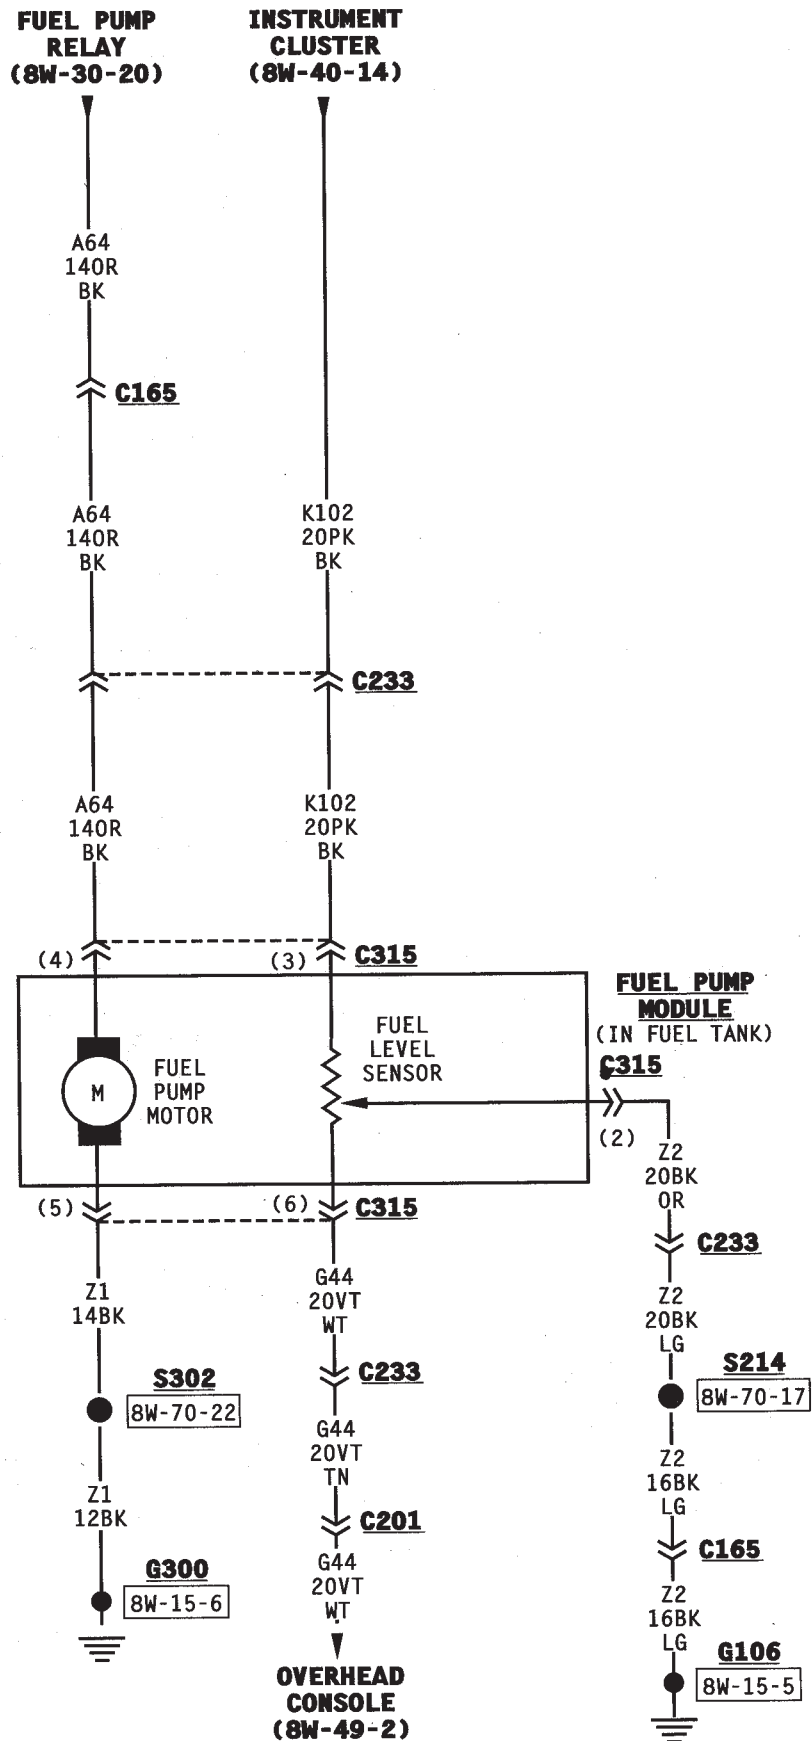 FUEL PUMP
RELAY
(8W-30-20)
INSTRUMENT
CLUSTER
(8W-40-14)
A64
14OR
BK
C165
A64
14OR
BK
K102
20PK
BK
C233
A64
14OR
BK
K102
20PK
BK
(4)
(3)
C315
FUEL PUMP
MODULE
(IN FUEL TANK)
C315
FUEL
LEVEL
SENSOR
M
FUEL
PUMP
MOTOR
(2)
Z2
20BK
OR
(5)
(6)
C315
C233
Z1
14BK
G44
20VT
WT
Z2
20BK
LG
S302
8W-70-22
C233
S214
8W-70-17
G44
20VT
TN
Z2
16BK
LG
Z1
12BK
C201
C165
G300
8W-15-6
G44
20VT
WT
Z2
16BK
LG
OVERHEAD
CONSOLE
(8W-49-2)
G106
8W-15-5